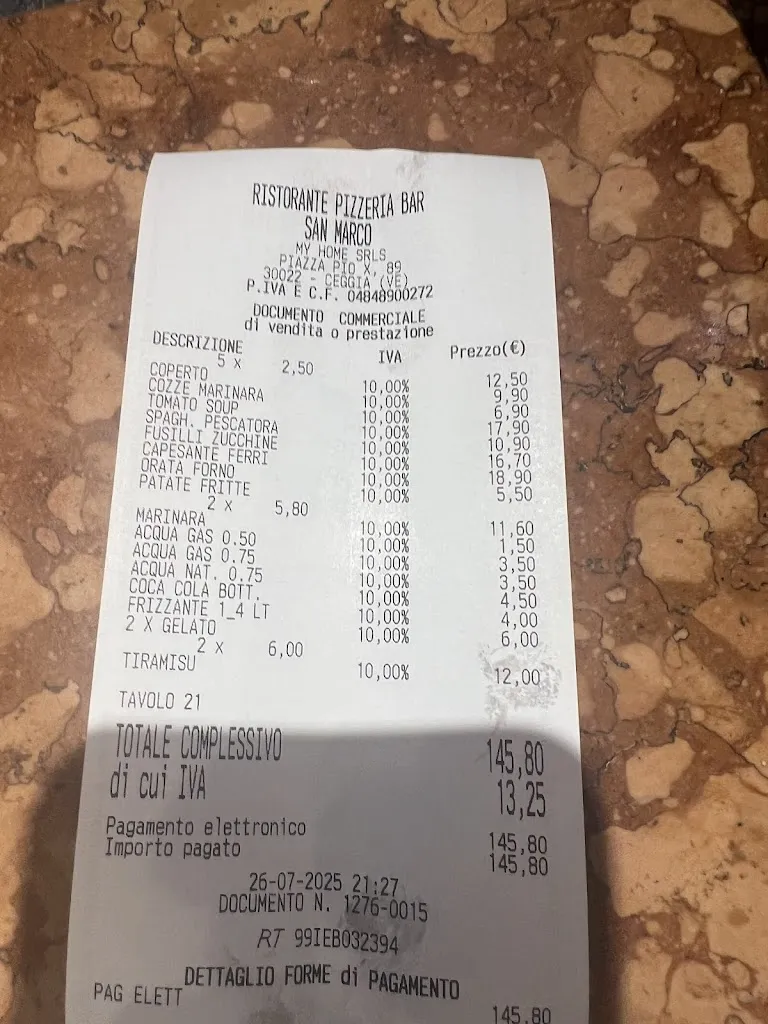 RISTORANTE PIZZERIA BAR
SAN MARCO
MY HOME SRLS
PIAZZA PIO X, 89
30022 - CEGGIA (VE)
P.IVA E C.F. 04848900272
DOCUMENTO COMMERCIALE
di vendita o prestazione
DESCRIZIONE IVA Prezzo(€)
5 x 2,50
COPERTO 10,00% 12,50
COZZE MARINARA 10,00% 9,90
TOMATO SOUP 10,00% 6,90
SPAGH. PESCATORA 10,00% 17,90
FUSILLI ZUCCHINE 10,00% 10,90
CAPESANTE FERRI 10,00% 16,70
ORATA FORNO 10,00% 18,90
PATATE FRITTE 10,00% 5,50
2 x 5,80
MARINARA 10,00% 11,60
ACQUA GAS 0.50 10,00% 1,50
ACQUA GAS 0.75 10,00% 3,50
ACQUA NAT. 0.75 10,00% 3,50
COCA COLA BOTT. 10,00% 4,50
FRIZZANTE 1_4 LT 10,00% 4,00
2 X GELATO 10,00% 6,00
2 x 6,00
TIRAMISU 10,00% 12,00
TAVOLO 21
TOTALE COMPLESSIVO 145,80
di cui IVA 13,25
Pagamento elettronico 145,80
Importo pagato 145,80
26-07-2025 21:27
DOCUMENTO N. 1276-0015
RT 99IEB032394
DETTAGLIO FORME di PAGAMENTO
PAG ELETT 145,80